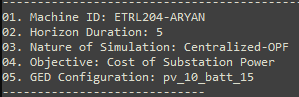 ----------------------------------------
01. Machine ID: ETRL204-ARYAN
02. Horizon Duration: 5
03. Nature of Simulation: Centralized-OPF
04. Objective: Cost of Substation Power
05. GED Configuration: pv_10_batt_15
----------------------------